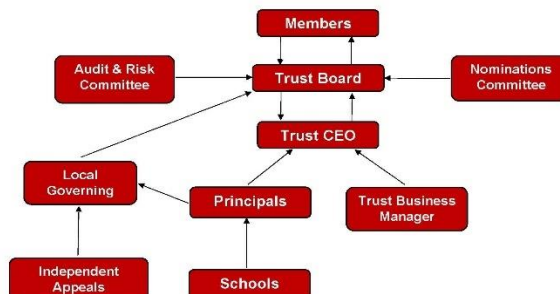 Members
Audit & Risk
Committee
Trust Board
Nominations
Committee
Trust CEO
Local
Governing
Principals
Trust Business
Manager
Independent
Appeals
Schools